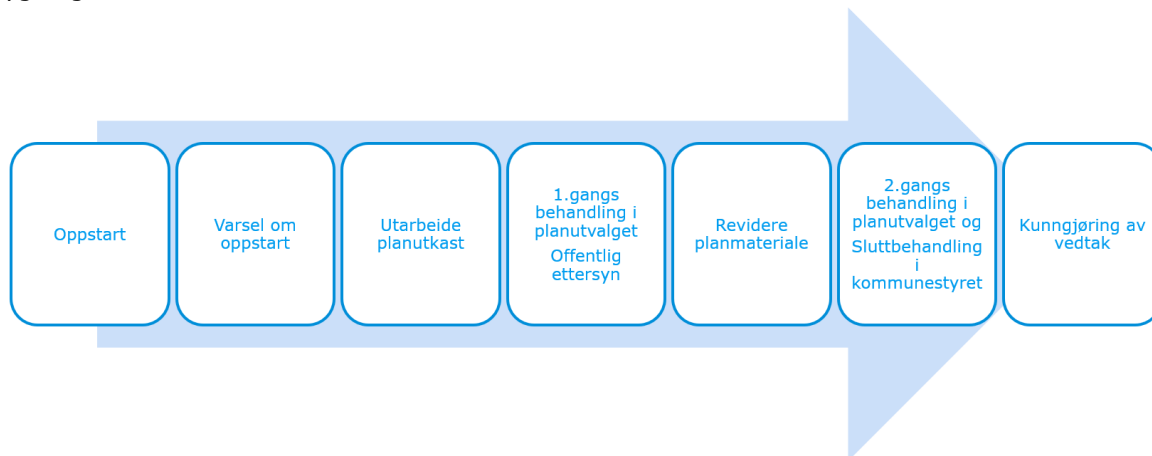 Oppstart
Varsel om
oppstart
Utarbeide
planutkast
1.gangs
behandling i
planutvalget
Offentlig
ettersyn
Revidere
planmateriale
2.gangs
behandling i
planutvalget og
Sluttbehandling
i
kommunestyret
Kunngjøring av
vedtak